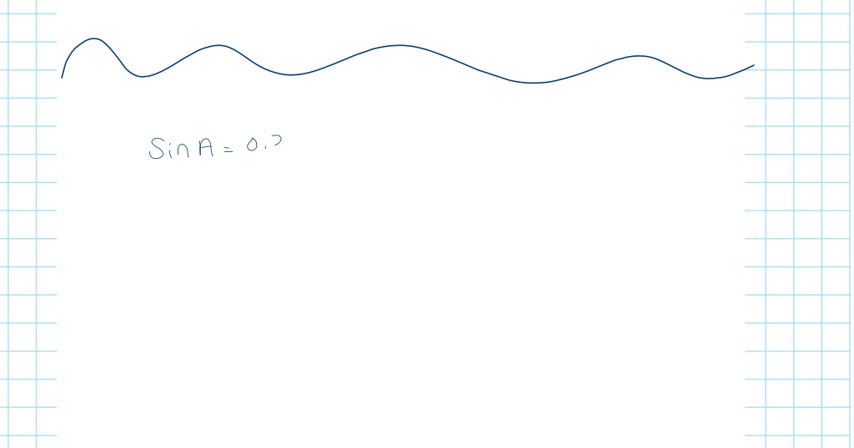 Sin A = 0.